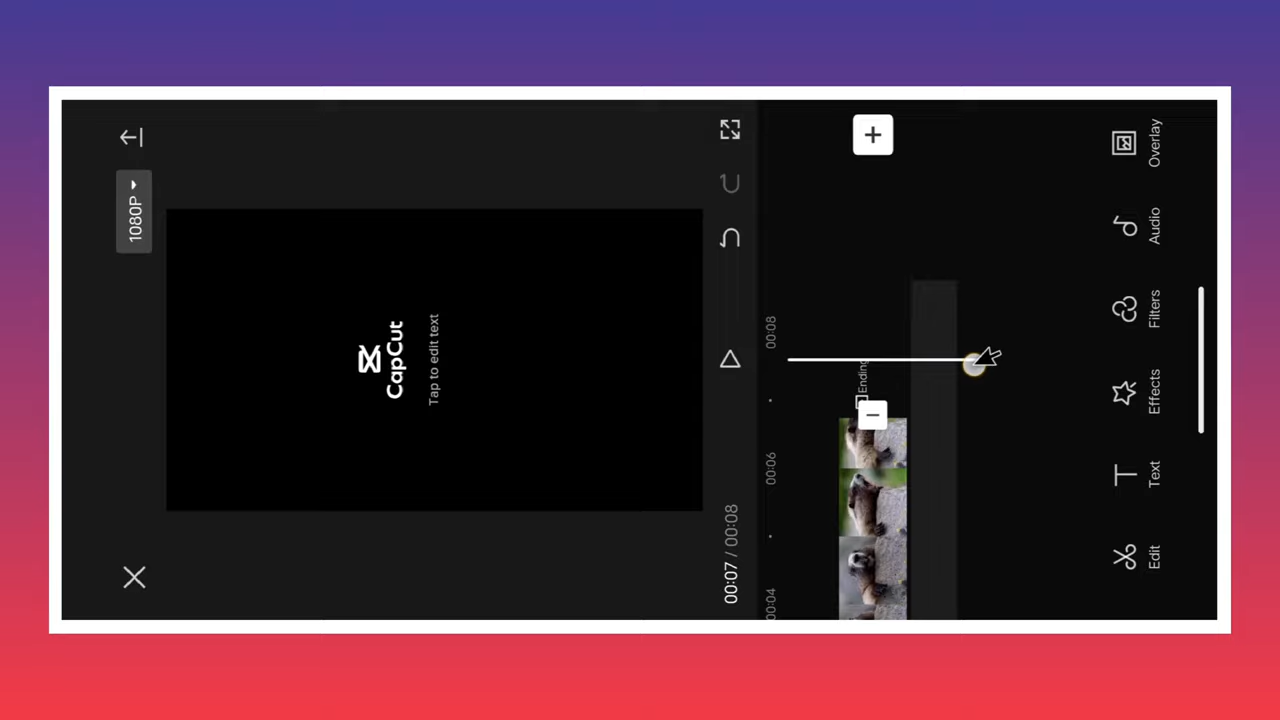 1080P
CapCut
Tap to edit text
00:07 / 00:08
00:04
00:06
00:08
Ending
Edit
Text
Effects
Filters
Audio
Overlay